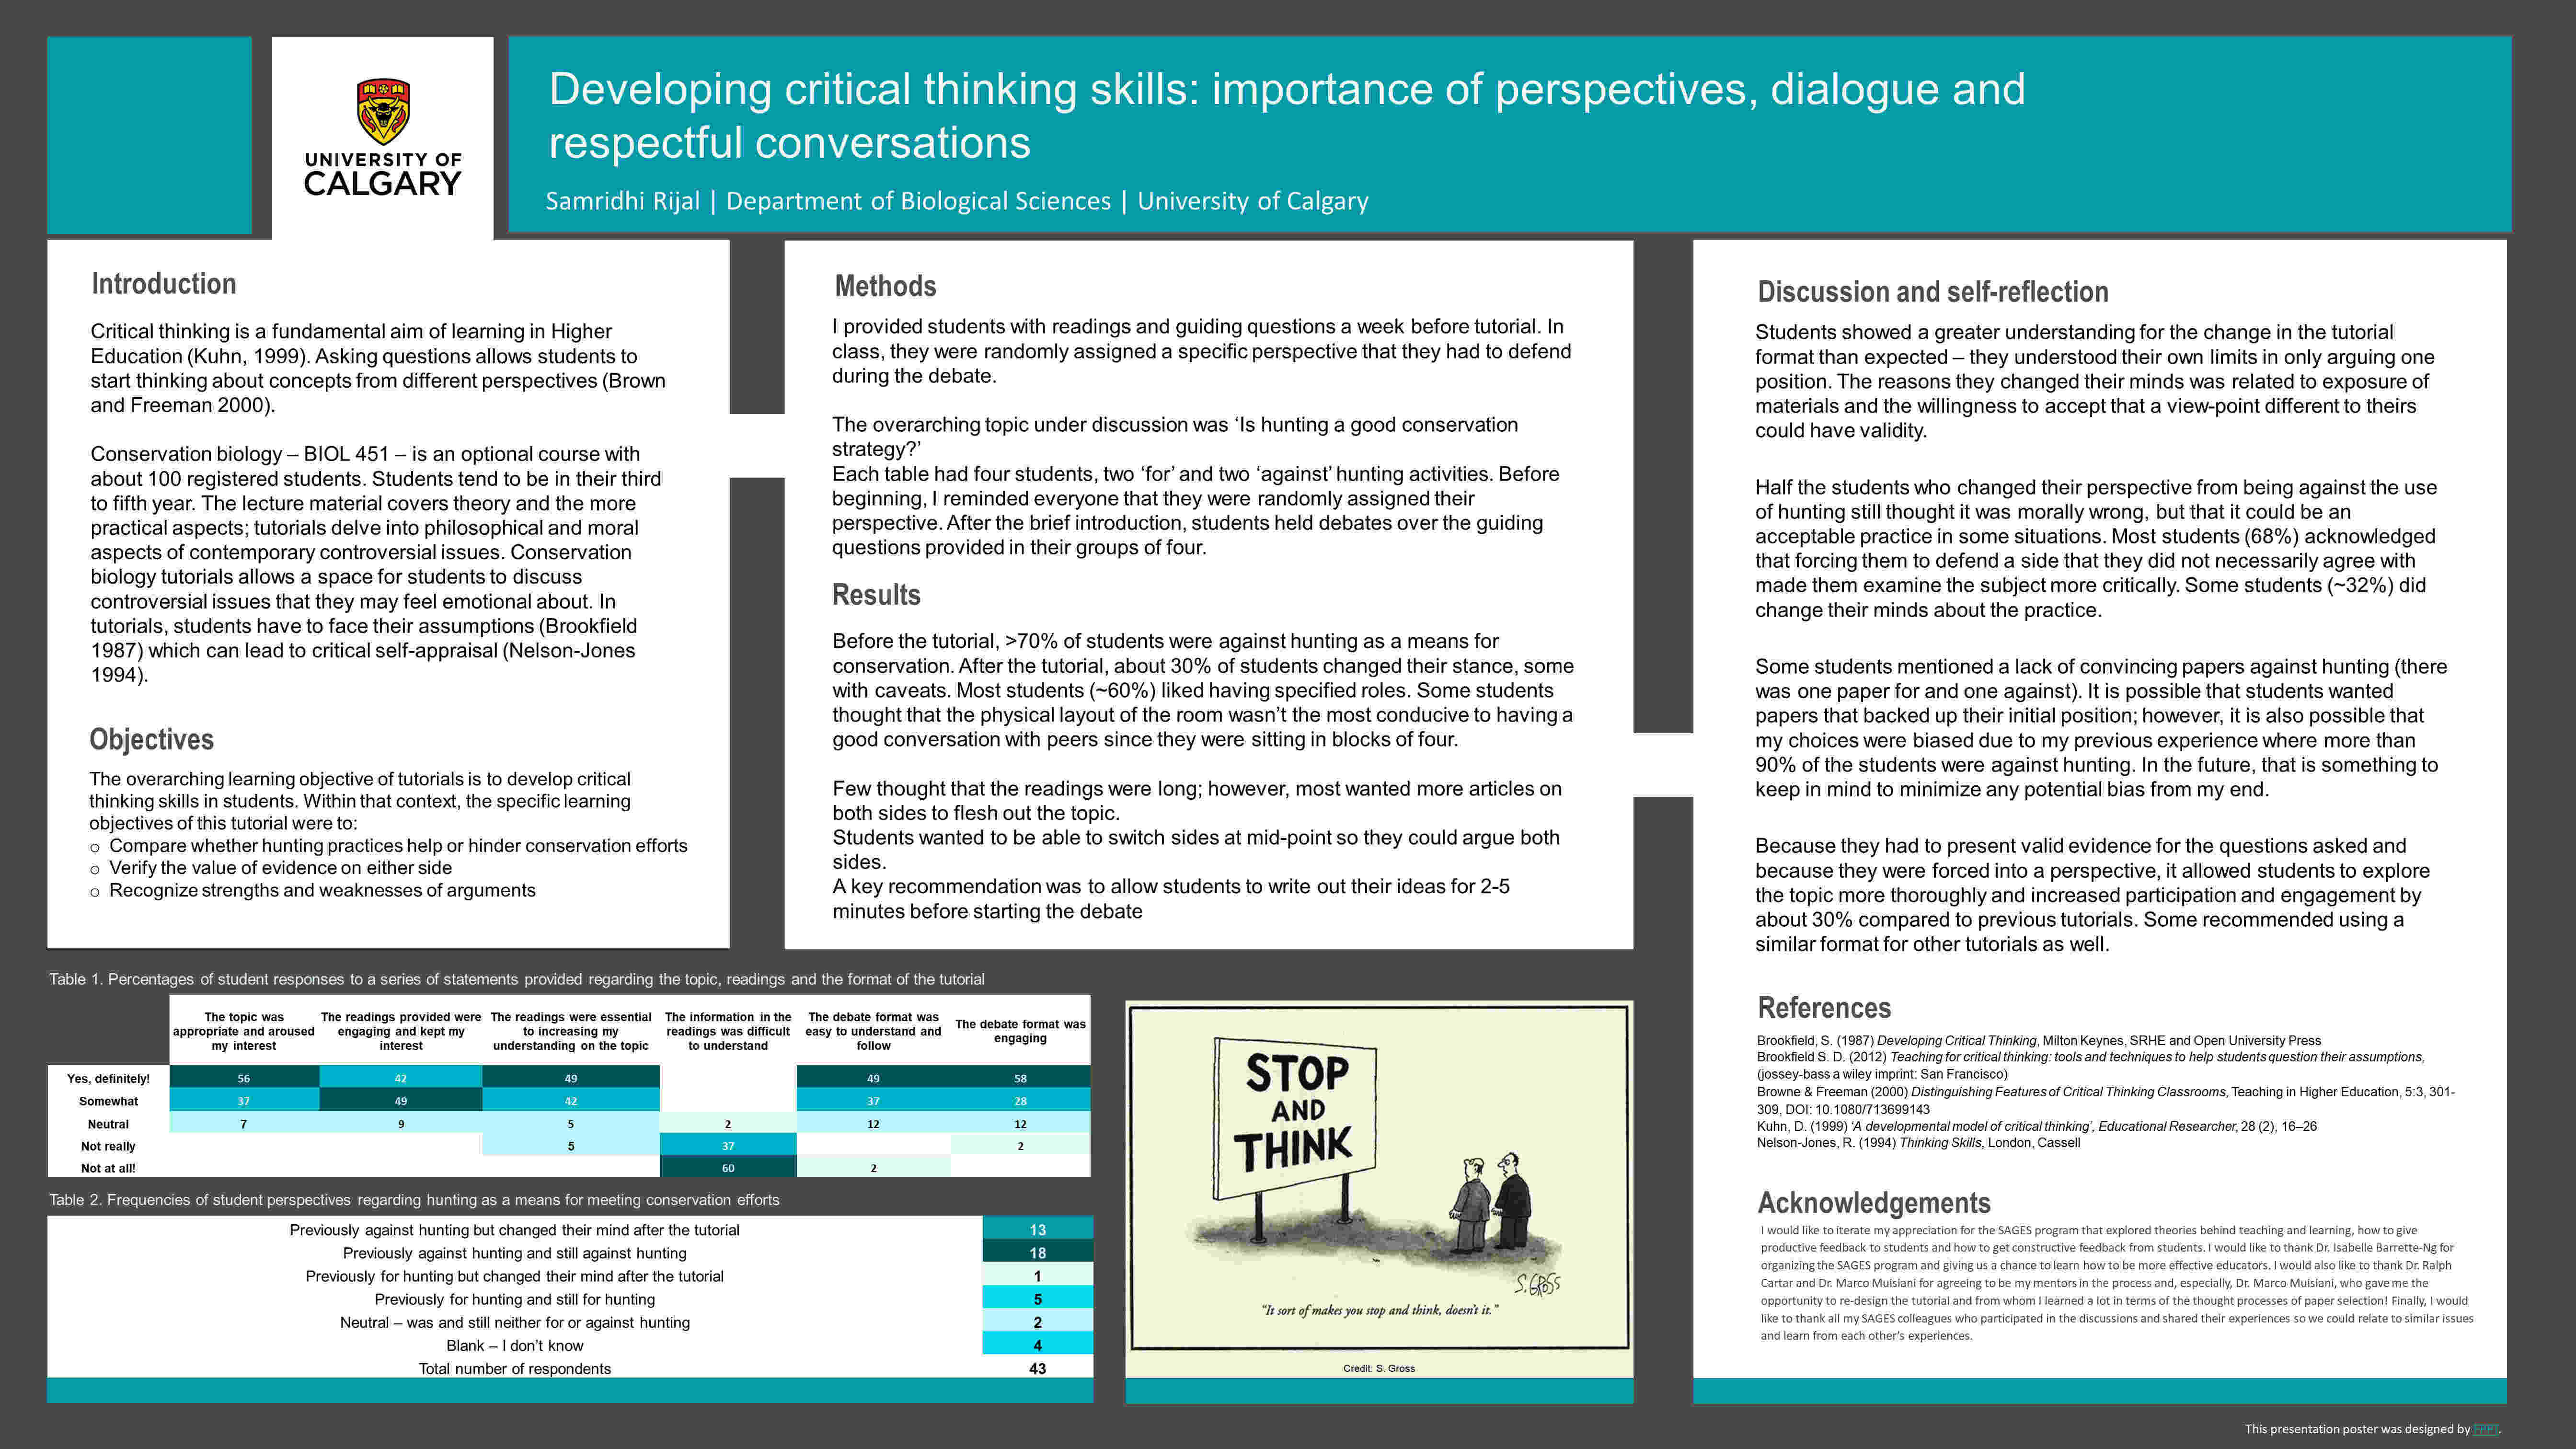 UNIVERSITY OF
CALGARY
Developing critical thinking skills: importance of perspectives, dialogue and
respectful conversations
Samridhi Rijal | Department of Biological Sciences | University of Calgary
Introduction
Critical thinking is a fundamental aim of learning in Higher
Education (Kuhn, 1999). Asking questions allows students to
start thinking about concepts from different perspectives (Brown
and Freeman 2000).
Conservation biology – BIOL 451 – is an optional course with
about 100 registered students. Students tend to be in their third
to fifth year. The lecture material covers theory and the more
practical aspects; tutorials delve into philosophical and moral
aspects of contemporary controversial issues. Conservation
biology tutorials allows a space for students to discuss
controversial issues that they may feel emotional about. In
tutorials, students have to face their assumptions (Brookfield
1987) which can lead to critical self-appraisal (Nelson-Jones
1994).
Objectives
The overarching learning objective of tutorials is to develop critical
thinking skills in students. Within that context, the specific learning
objectives of this tutorial were to:
o Compare whether hunting practices help or hinder conservation efforts
o Verify the value of evidence on either side
o Recognize strengths and weaknesses of arguments
Methods
I provided students with readings and guiding questions a week before tutorial. In
class, they were randomly assigned a specific perspective that they had to defend
during the debate.
The overarching topic under discussion was ‘Is hunting a good conservation
strategy?’
Each table had four students, two ‘for’ and two ‘against’ hunting activities. Before
beginning, I reminded everyone that they were randomly assigned their
perspective. After the brief introduction, students held debates over the guiding
questions provided in their groups of four.
Results
Before the tutorial, >70% of students were against hunting as a means for
conservation. After the tutorial, about 30% of students changed their stance, some
with caveats. Most students (~60%) liked having specified roles. Some students
thought that the physical layout of the room wasn’t the most conducive to having a
good conversation with peers since they were sitting in blocks of four.
Few thought that the readings were long; however, most wanted more articles on
both sides to flesh out the topic.
Students wanted to be able to switch sides at mid-point so they could argue both
sides.
A key recommendation was to allow students to write out their ideas for 2-5
minutes before starting the debate
Discussion and self-reflection
Students showed a greater understanding for the change in the tutorial
format than expected – they understood their own limits in only arguing one
position. The reasons they changed their minds was related to exposure of
materials and the willingness to accept that a view-point different to theirs
could have validity.
Half the students who changed their perspective from being against the use
of hunting still thought it was morally wrong, but that it could be an
acceptable practice in some situations. Most students (68%) acknowledged
that forcing them to defend a side that they did not necessarily agree with
made them examine the subject more critically. Some students (~32%) did
change their minds about the practice.
Some students mentioned a lack of convincing papers against hunting (there
was one paper for and one against). It is possible that students wanted
papers that backed up their initial position; however, it is also possible that
my choices were biased due to my previous experience where more than
90% of the students were against hunting. In the future, that is something to
keep in mind to minimize any potential bias from my end.
Because they had to present valid evidence for the questions asked and
because they were forced into a perspective, it allowed students to explore
the topic more thoroughly and increased participation and engagement by
about 30% compared to previous tutorials. Some recommended using a
similar format for other tutorials as well.
References
Brookfield, S. (1987) Developing Critical Thinking, Milton Keynes, SRHE and Open University Press
Brookfield S. D. (2012) Teaching for critical thinking: tools and techniques to help students question their assumptions,
(jossey-bass a wiley imprint: San Francisco)
Browne & Freeman (2000) Distinguishing Features of Critical Thinking Classrooms, Teaching in Higher Education, 5:3, 301-
309, DOI: 10.1080/713699143
Kuhn, D. (1999) ‘A developmental model of critical thinking’, Educational Researcher, 28 (2), 16–26
Nelson-Jones, R. (1994) Thinking Skills, London, Cassell
Acknowledgements
I would like to iterate my appreciation for the SAGES program that explored theories behind teaching and learning, how to give
productive feedback to students and how to get constructive feedback from students. I would like to thank Dr. Isabelle Barrette-Ng for
organizing the SAGES program and giving us a chance to learn how to be more effective educators. I would also like to thank Dr. Ralph
Cartar and Dr. Marco Muisiani for agreeing to be my mentors in the process and, especially, Dr. Marco Muisiani, who gave me the
opportunity to re-design the tutorial and from whom I learned a lot in terms of the thought processes of paper selection! Finally, I would
like to thank all my SAGES colleagues who participated in the discussions and shared their experiences so we could relate to similar issues
and learn from each other’s experiences.
Table 1. Percentages of student responses to a series of statements provided regarding the topic, readings and the format of the tutorial
The topic was appropriate and aroused my interest | The readings provided were engaging and kept my interest | The readings were essential to increasing my understanding on the topic | The information in the readings was difficult to understand | The debate format was easy to understand and follow | The debate format was engaging
Yes, definitely! 56 42 49 49 58
Somewhat 37 49 42 37 28
Neutral 7 9 5 2 12 12
Not really 5 37 2
Not at all! 60 2
Table 2. Frequencies of student perspectives regarding hunting as a means for meeting conservation efforts
Previously against hunting but changed their mind after the tutorial 13
Previously against hunting and still against hunting 18
Previously for hunting but changed their mind after the tutorial 1
Previously for hunting and still for hunting 5
Neutral – was and still neither for or against hunting 2
Blank – I don’t know 4
Total number of respondents 43
STOP
AND
THINK
S. GROSS
"It sort of makes you stop and think, doesn't it."
Credit: S. Gross
This presentation poster was designed by FPPT.